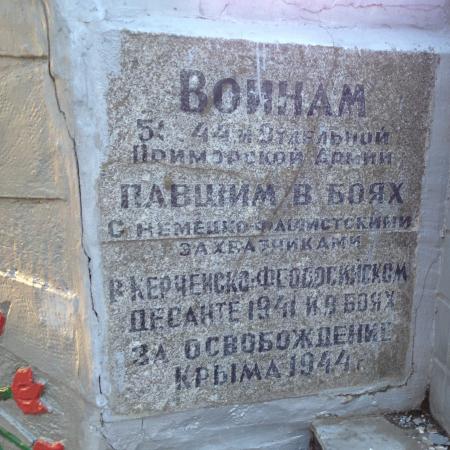 ВОИНАМ
44 и Отдельной
Приморской Армии
ПАВШИМ В БОЯХ
С НЕМЕЦКО-ФАШИСТСКИМИ
ЗАХВАТЧИКАМИ
В КЕРЧЕНСКО-ФЕОДОСИЙСКОМ
ДЕСАНТЕ 1941 И В БОЯХ
ЗА ОСВОБОЖДЕНИЕ
КРЫМА 1944 г.